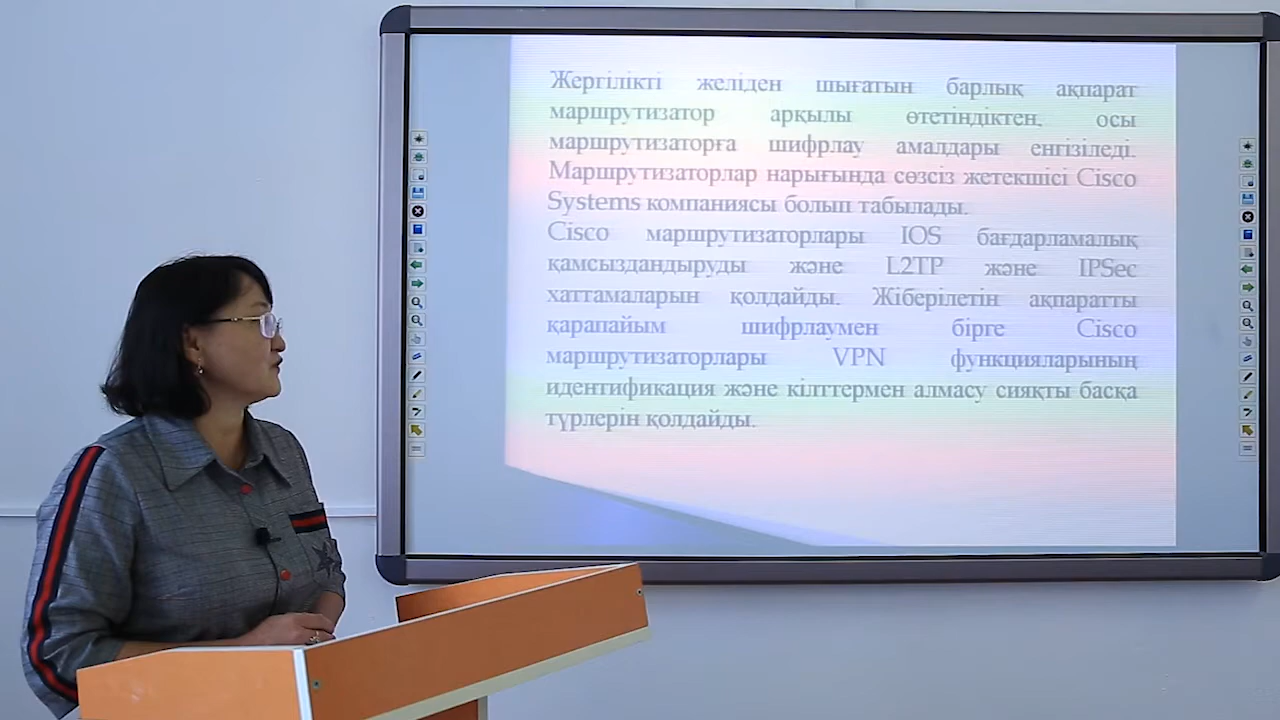 Жергілікті желіден шығатын барлық ақпарат
маршрутизатор арқылы өтетіндіктен, осы
маршрутизаторға шифрлау амалдары енгізіледі.
Маршрутизаторлар нарығында сөзсіз жетекшісі Cisco
Systems компаниясы болып табылады.
Cisco маршрутизаторлары IOS бағдарламалық
қамсыздандыруды және L2TP және IPSec
хаттамаларын қолдайды. Жіберілетін ақпаратты
қарапайым шифрлаумен бірге Cisco
маршрутизаторлары VPN функцияларының
идентификация және кілттермен алмасу сияқты басқа
түрлерін қолдайды.